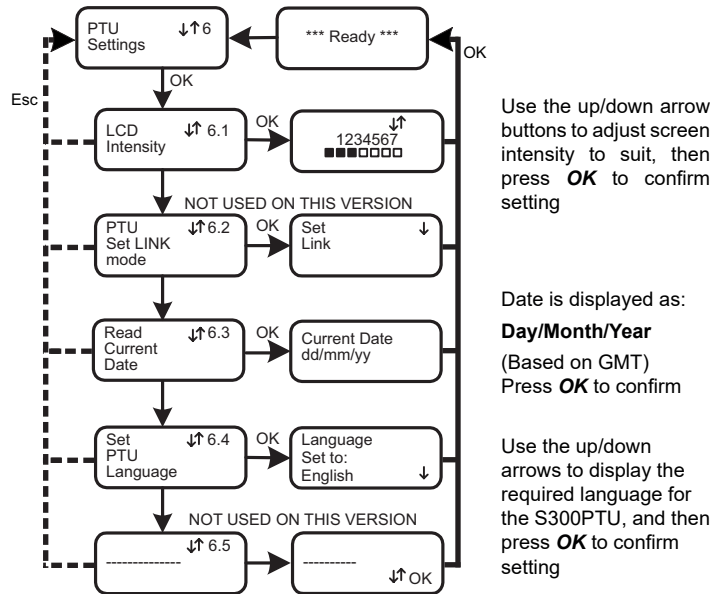 PTU ↓↑6
Settings
*** Ready ***
OK
OK
Esc
LCD ↓↑ 6.1
Intensity
OK
↓↑
1234567
Use the up/down arrow
buttons to adjust screen
intensity to suit, then
press OK to confirm
setting
NOT USED ON THIS VERSION
PTU ↓↑6.2
Set LINK
mode
OK
Set ↓
Link
Read ↓↑6.3
Current
Date
OK
Current Date
dd/mm/yy
Date is displayed as:
Day/Month/Year
(Based on GMT)
Press OK to confirm
Set ↓↑ 6.4
PTU
Language
OK
Language
Set to:
English ↓
Use the up/down
arrows to display the
required language for
the S300PTU, and then
press OK to confirm
setting
NOT USED ON THIS VERSION
↓↑ 6.5
--------------
----------
↓↑ OK